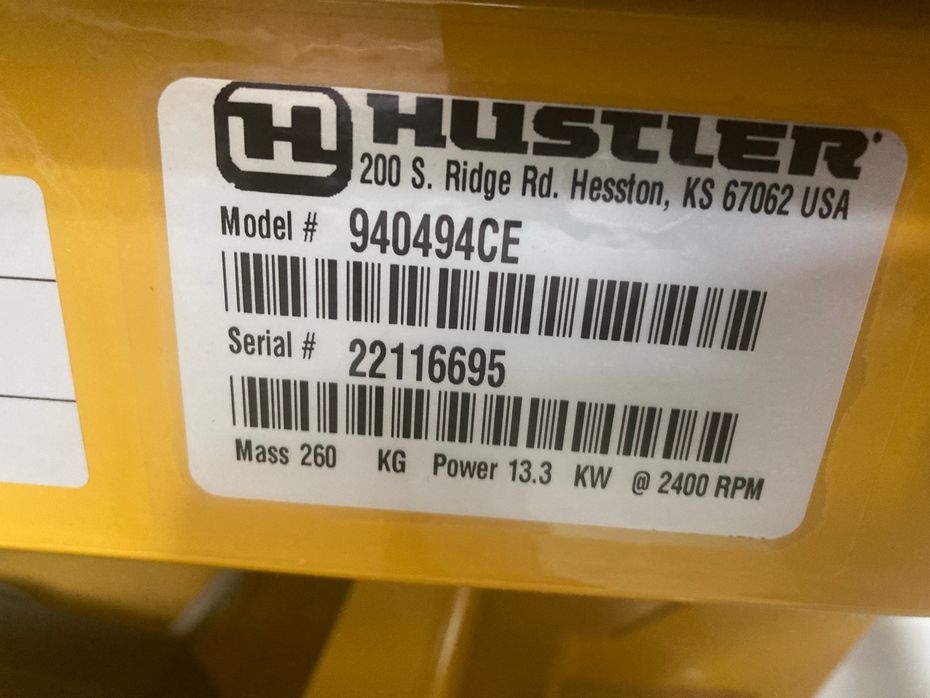 H HUSTLER
200 S. Ridge Rd. Hesston, KS 67062 USA
Model # 940494CE
Serial # 22116695
Mass 260 KG Power 13.3 KW @ 2400 RPM